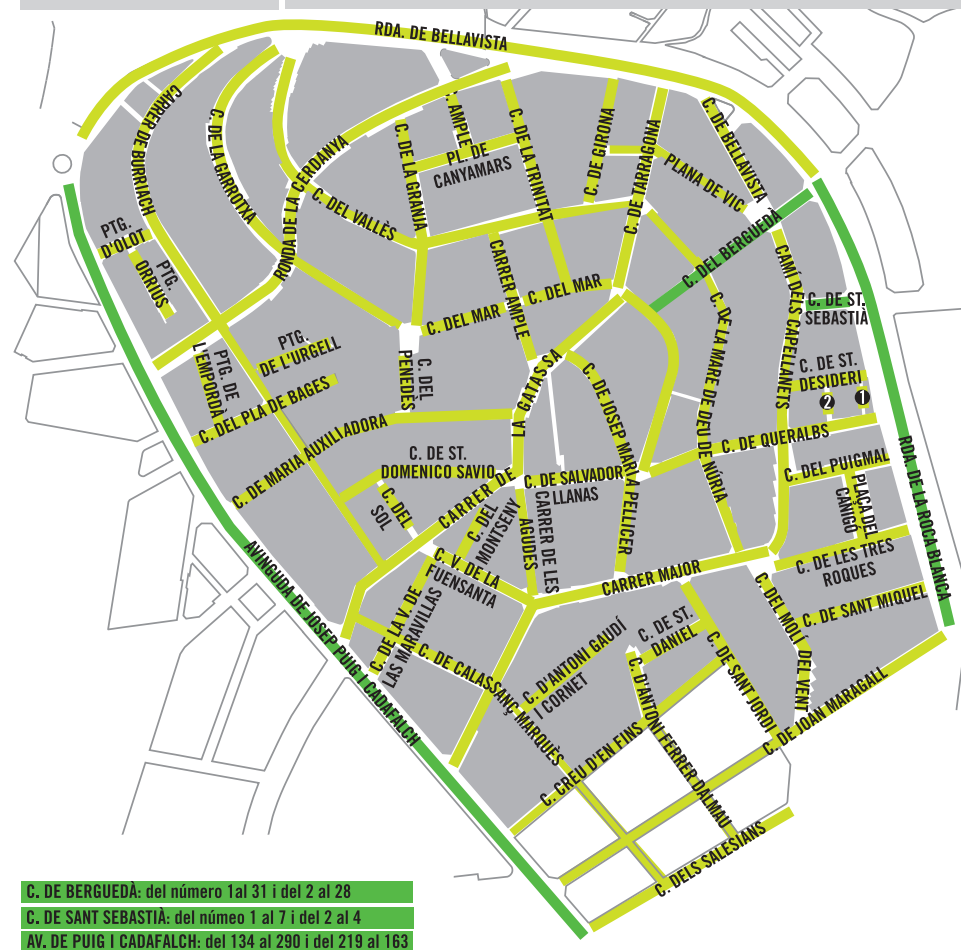 RDA. DE BELLAVISTA
CARRER DE BURRIACH
C. DE LA GARROTXA
RONDA DE LA CERDANYA
C. DE LA GRANJA
C. AMPLE
PL. DE
CANYAMARS
C. DE LA TRINITAT
C. DE GIRONA
C. DE TARRAGONA
C. DE BELLAVISTA
PLANA DE VIC
C. DEL VALLÈS
PTG.
D'OLOT
PTG.
ORRIUS
CARRER AMPLE
C. DEL MAR
C. DEL MAR
C. DEL BERGUEDÀ
CAMÍ DELS CAPELLANETS
C. DE ST.
SEBASTIÀ
C. DE LA MARE DE DEU DE NÚRIA
PTG.
DE L'URGELL
PTG. DE
L'EMPORDÀ
C. DEL
PENEDES
LA GATASSA
C. DE JOSEP MARIA PELLICER
C. DE ST.
DESIDERI
2
1
C. DEL PLA DE BAGES
C. DE MARIA AUXILIADORA
C. DE ST.
DOMENICO SAVIO
C. DE QUERALBS
C. DE SALVADOR
LLANAS
C. DEL PUIGMAL
PLAÇA DEL
CANIGÓ
RDA. DE LA ROCA BLANCA
CARRER DE
C. DEL
SOL
C. DEL
MONTSENY
CARRER DE LES
AGUDES
C. V. DE LA
FUENSANTA
C. DE LES TRES
ROQUES
CARRER MAJOR
AVINGUDA DE JOSEP PUIG I CADAFALCH
C. DE LA V. DE
LAS MARAVILLAS
C. DE SANT MIQUEL
C. DEL MOLÍ DEL VENT
C. DE ST.
DANIEL
C. D'ANTONI GAUDÍ
I CORNET
C. DE CALASSANÇ MARQUÈS
C. DE SANT JORDI
C. D'ANTONI FERRER DALMAU
C. DE JOAN MARAGALL
C. CREU D'EN FINS
C. DELS SALESIANS
C. DE BERGUEDÀ: del número 1al 31 i del 2 al 28
C. DE SANT SEBASTIÀ: del númeo 1 al 7 i del 2 al 4
AV. DE PUIG I CADAFALCH: del 134 al 290 i del 219 al 163